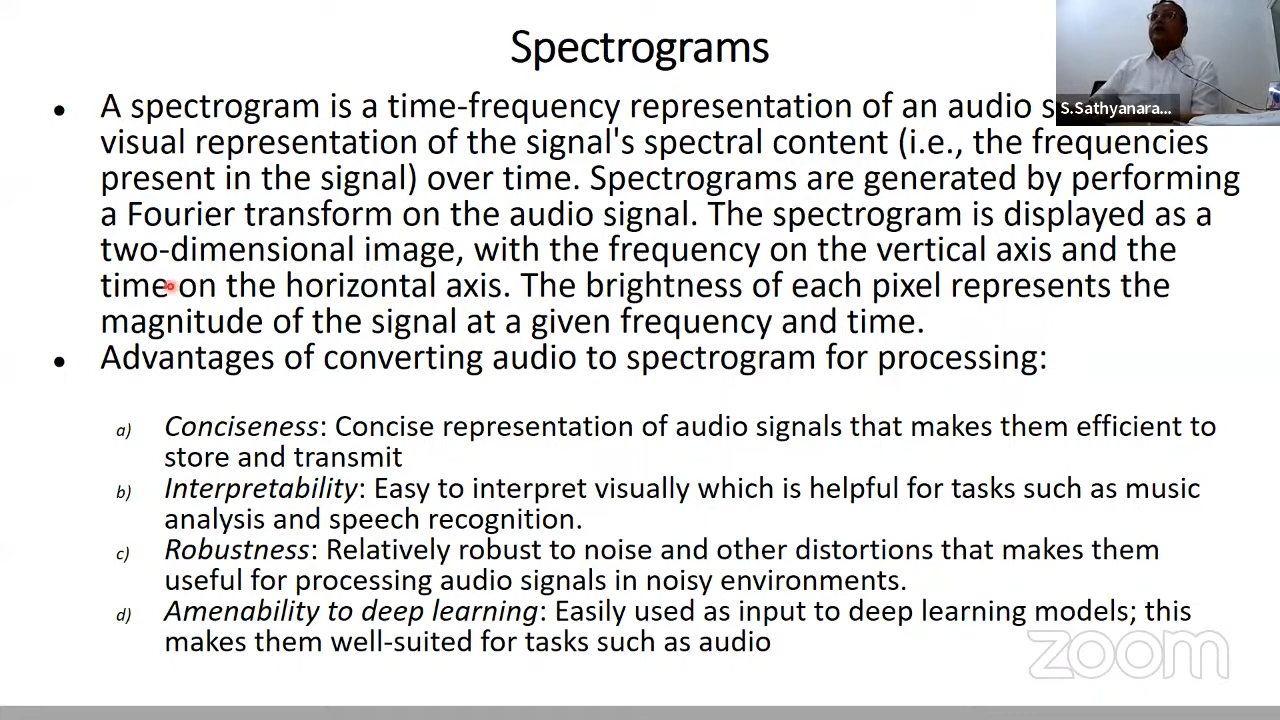 Spectrograms
S.Sathyanara...
• A spectrogram is a time-frequency representation of an audio s
visual representation of the signal's spectral content (i.e., the frequencies
present in the signal) over time. Spectrograms are generated by performing
a Fourier transform on the audio signal. The spectrogram is displayed as a
two-dimensional image, with the frequency on the vertical axis and the
time on the horizontal axis. The brightness of each pixel represents the
magnitude of the signal at a given frequency and time.
• Advantages of converting audio to spectrogram for processing:
a) Conciseness: Concise representation of audio signals that makes them efficient to
store and transmit
b) Interpretability: Easy to interpret visually which is helpful for tasks such as music
analysis and speech recognition.
c) Robustness: Relatively robust to noise and other distortions that makes them
useful for processing audio signals in noisy environments.
d) Amenability to deep learning: Easily used as input to deep learning models; this
makes them well-suited for tasks such as audio
zoom